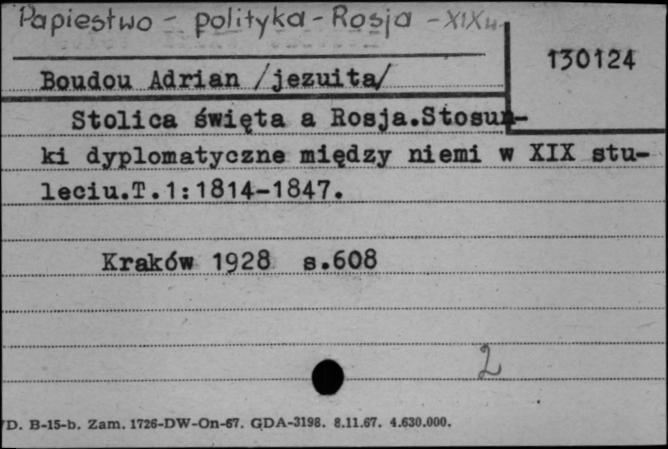 Papiestwo - polityka - Rosja - XIX w.
130124
Boudou Adrian /jezuita/
Stolica święta a Rosja.Stosun-
ki dyplomatyczne między niemi w XIX stu-
leciu.T.1:1814-1847.
Kraków 1928 s.608
2
D. B-15-b. Zam. 1726-DW-On-67. GDA-3198. 8.11.67. 4.630.000.